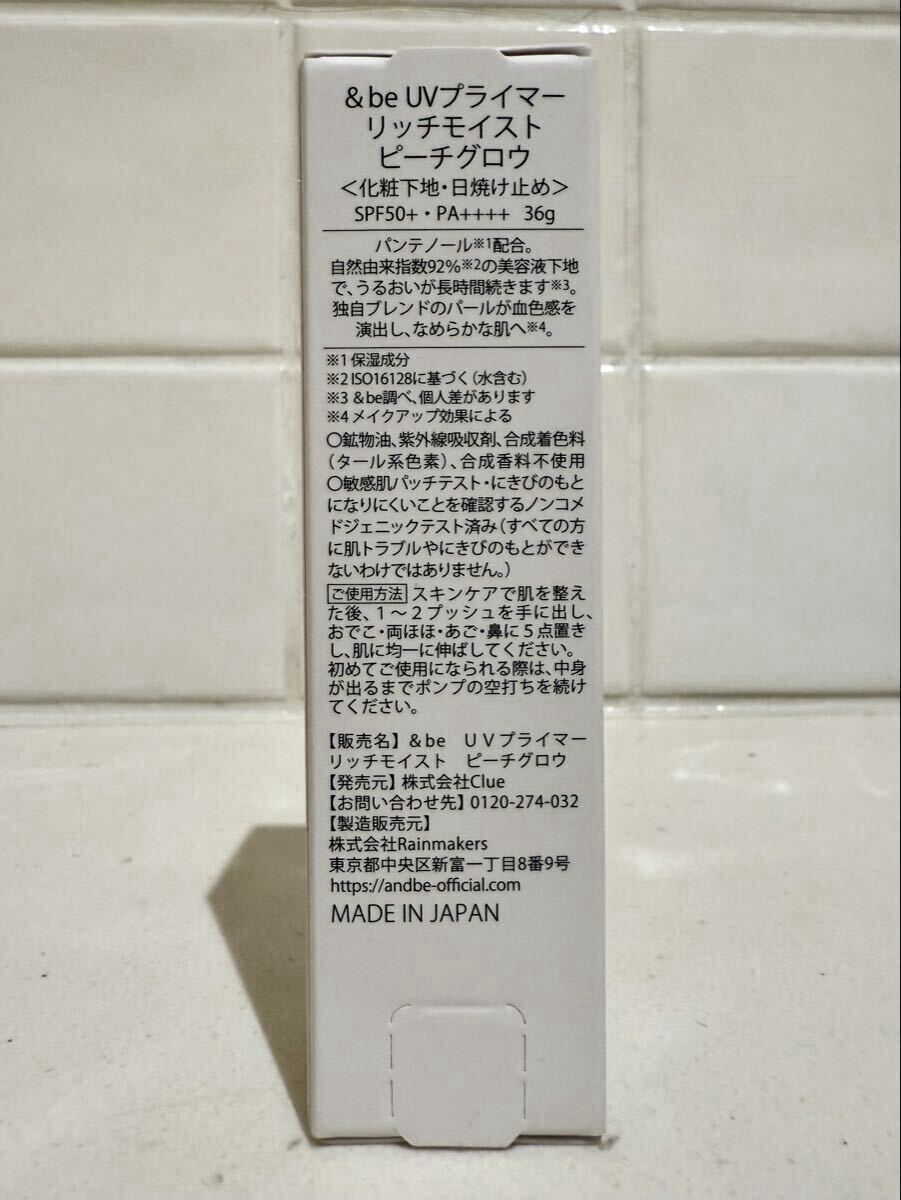 &be UVプライマー
リッチモイスト
ピーチグロウ
<化粧下地・日焼け止め>
SPF50+・PA++++ 36g
パンテノール※1配合。
自然由来指数92%※2の美容液下地
で、うるおいが長時間続きます※3。
独自ブレンドのパールが血色感を
演出し、なめらかな肌へ※4。
※1 保湿成分
※2 ISO16128に基づく(水含む)
※3 &be調べ、個人差があります
※4 メイクアップ効果による
〇鉱物油、紫外線吸収剤、合成着色料
(タール系色素)、合成香料不使用
〇敏感肌パッチテスト・にきびのもと
になりにくいことを確認するノンコメ
ドジェニックテスト済み(すべての方
に肌トラブルやにきびのもとができ
ないわけではありません。)
ご使用方法 スキンケアで肌を整え
た後、1〜2プッシュを手に出し、
おでこ・両ほほ・あご・鼻に5点置き
し、肌に均一に伸ばしてください。
初めてご使用になられる際は、中身
が出るまでポンプの空打ちを続け
てください。
【販売名】&be UVプライマー
リッチモイスト ピーチグロウ
【発売元】株式会社Clue
【お問い合わせ先】0120-274-032
【製造販売元】
株式会社Rainmakers
東京都中央区新富一丁目8番9号
https://andbe-official.com
MADE IN JAPAN